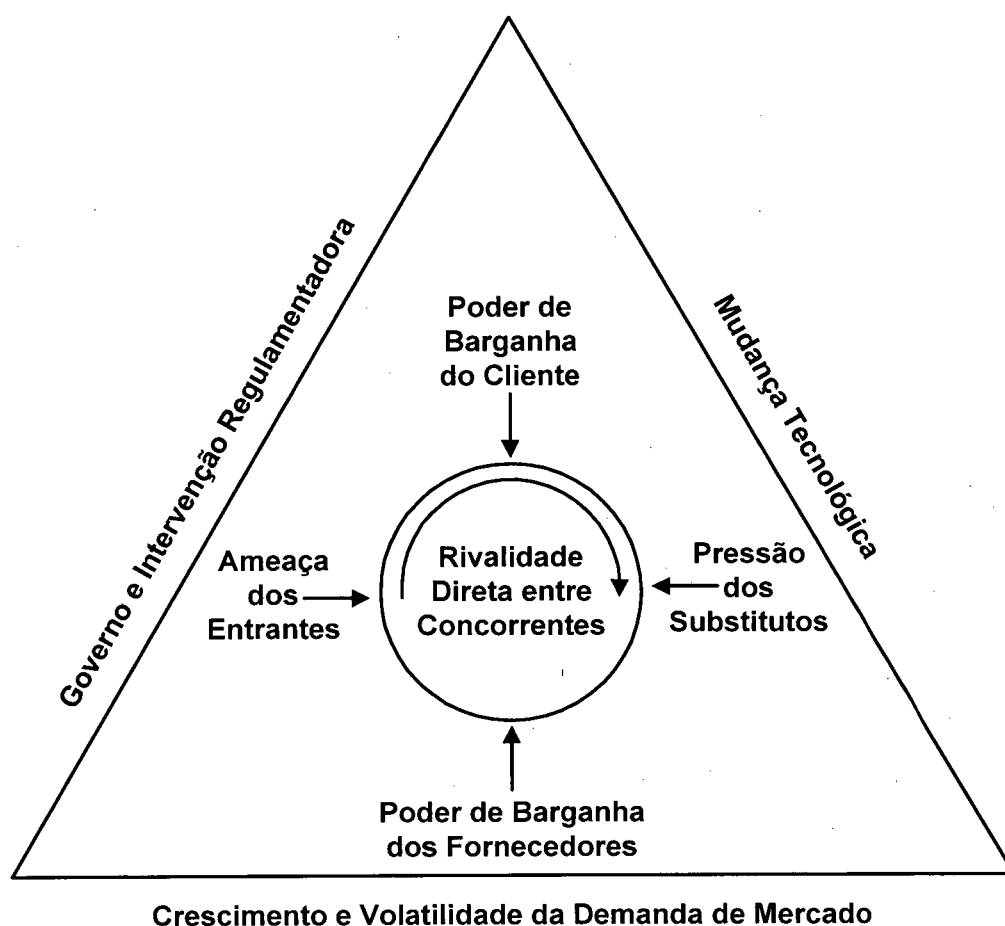 Governo e Intervenção Regulamentadora
Mudança Tecnológica
Poder de
Barganha
do Cliente
Ameaça
dos
Entrantes
Rivalidade
Direta entre
Concorrentes
Pressão
dos
Substitutos
Poder de Barganha
dos Fornecedores
Crescimento e Volatilidade da Demanda de Mercado